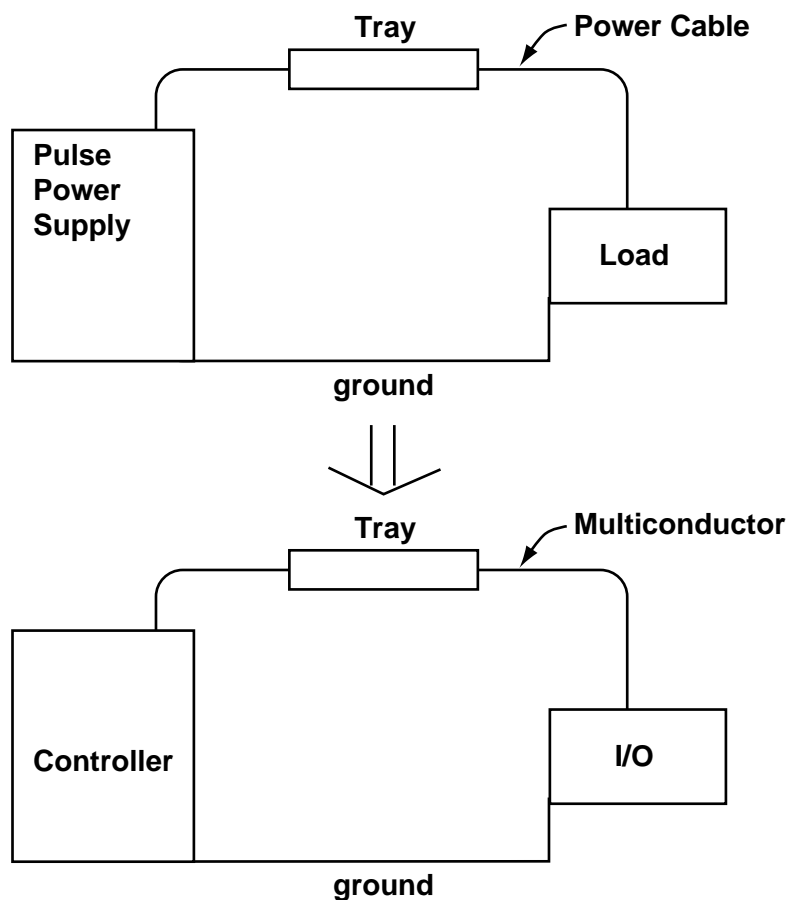 Tray
Power Cable
Pulse
Power
Supply
Load
ground
Tray
Multiconductor
Controller
I/O
ground